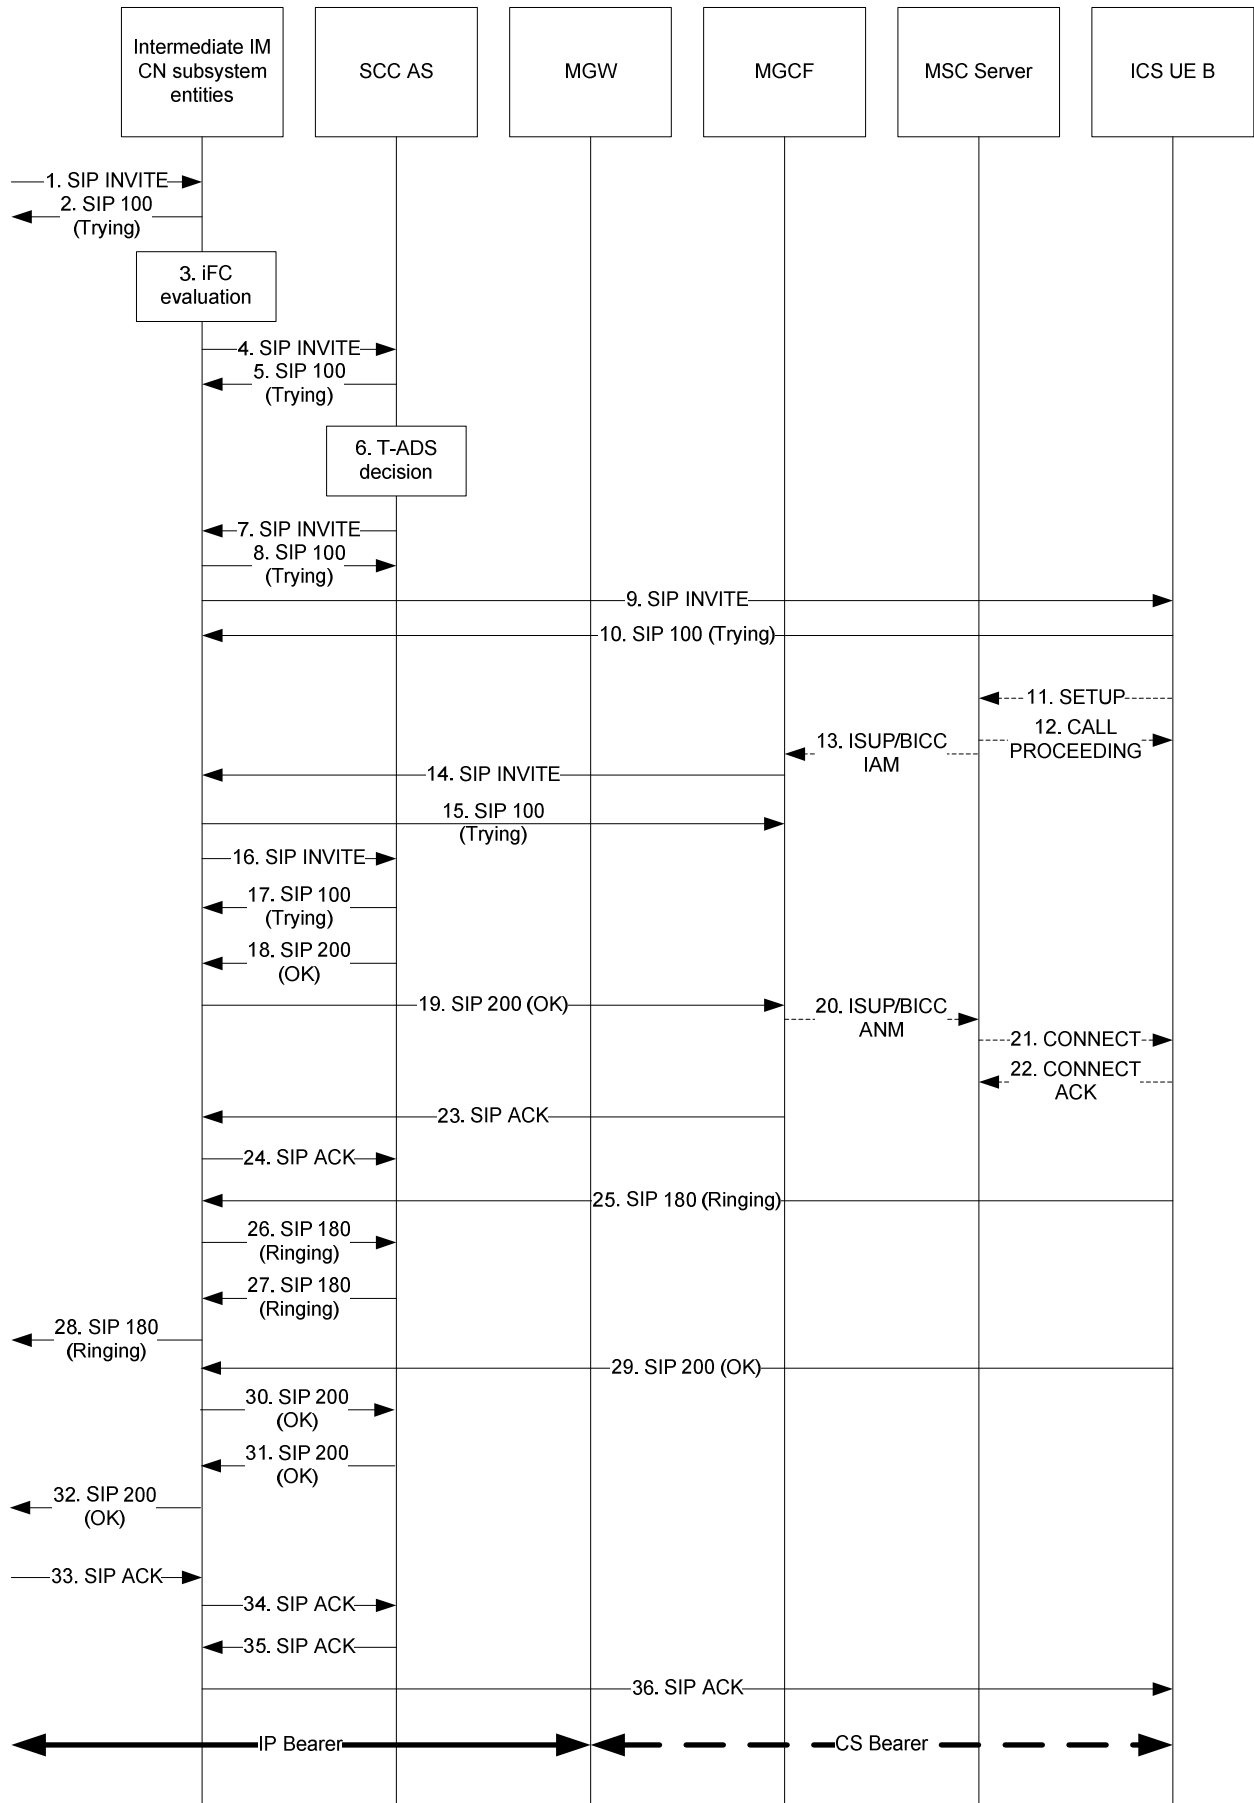 Intermediate IM
CN subsystem
entities
SCC AS
MGW
MGCF
MSC Server
ICS UE B
1. SIP INVITE
2. SIP 100
(Trying)
3. iFC
evaluation
4. SIP INVITE
5. SIP 100
(Trying)
6. T-ADS
decision
7. SIP INVITE
8. SIP 100
(Trying)
9. SIP INVITE
10. SIP 100 (Trying)
11. SETUP
12. CALL
PROCEEDING
13. ISUP/BICC
IAM
14. SIP INVITE
15. SIP 100
(Trying)
16. SIP INVITE
17. SIP 100
(Trying)
18. SIP 200
(OK)
19. SIP 200 (OK)
20. ISUP/BICC
ANM
21. CONNECT
22. CONNECT
ACK
23. SIP ACK
24. SIP ACK
25. SIP 180 (Ringing)
26. SIP 180
(Ringing)
27. SIP 180
(Ringing)
28. SIP 180
(Ringing)
29. SIP 200 (OK)
30. SIP 200
(OK)
31. SIP 200
(OK)
32. SIP 200
(OK)
33. SIP ACK
34. SIP ACK
35. SIP ACK
36. SIP ACK
IP Bearer
CS Bearer